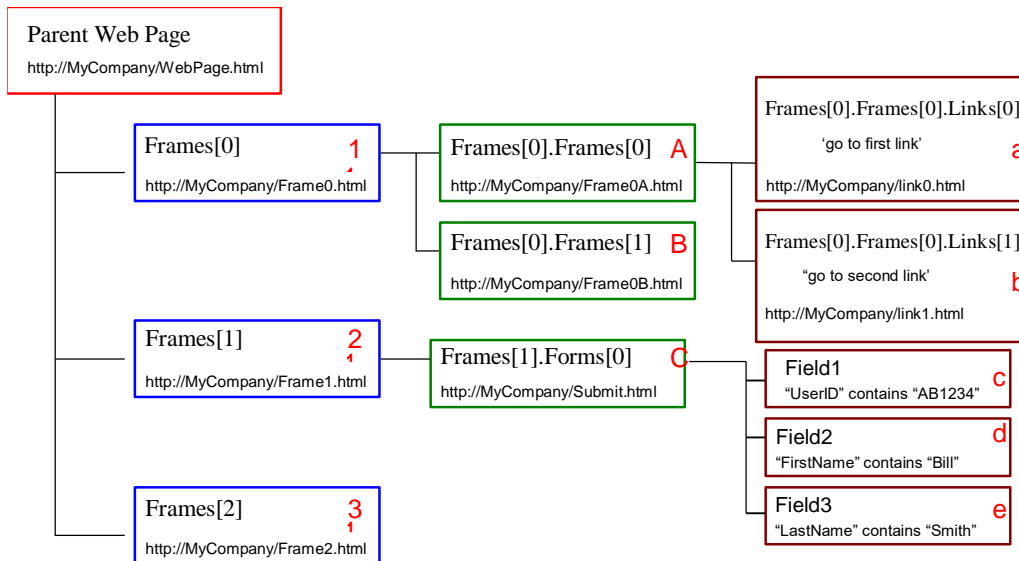 Parent Web Page
http://MyCompany/WebPage.html
Frames[0] 1
1
http://MyCompany/Frame0.html
Frames[0].Frames[0] A
http://MyCompany/Frame0A.html
Frames[0].Frames[0].Links[0]
‘go to first link’ a
http://MyCompany/link0.html
Frames[0].Frames[1] B
http://MyCompany/Frame0B.html
Frames[0].Frames[0].Links[1]
“go to second link’ b
http://MyCompany/link1.html
Frames[1] 2
1
http://MyCompany/Frame1.html
Frames[1].Forms[0] C
http://MyCompany/Submit.html
Field1 c
“UserID” contains “AB1234”
Field2 d
“FirstName” contains “Bill”
Field3 e
“LastName” contains “Smith”
Frames[2] 3
1
http://MyCompany/Frame2.html